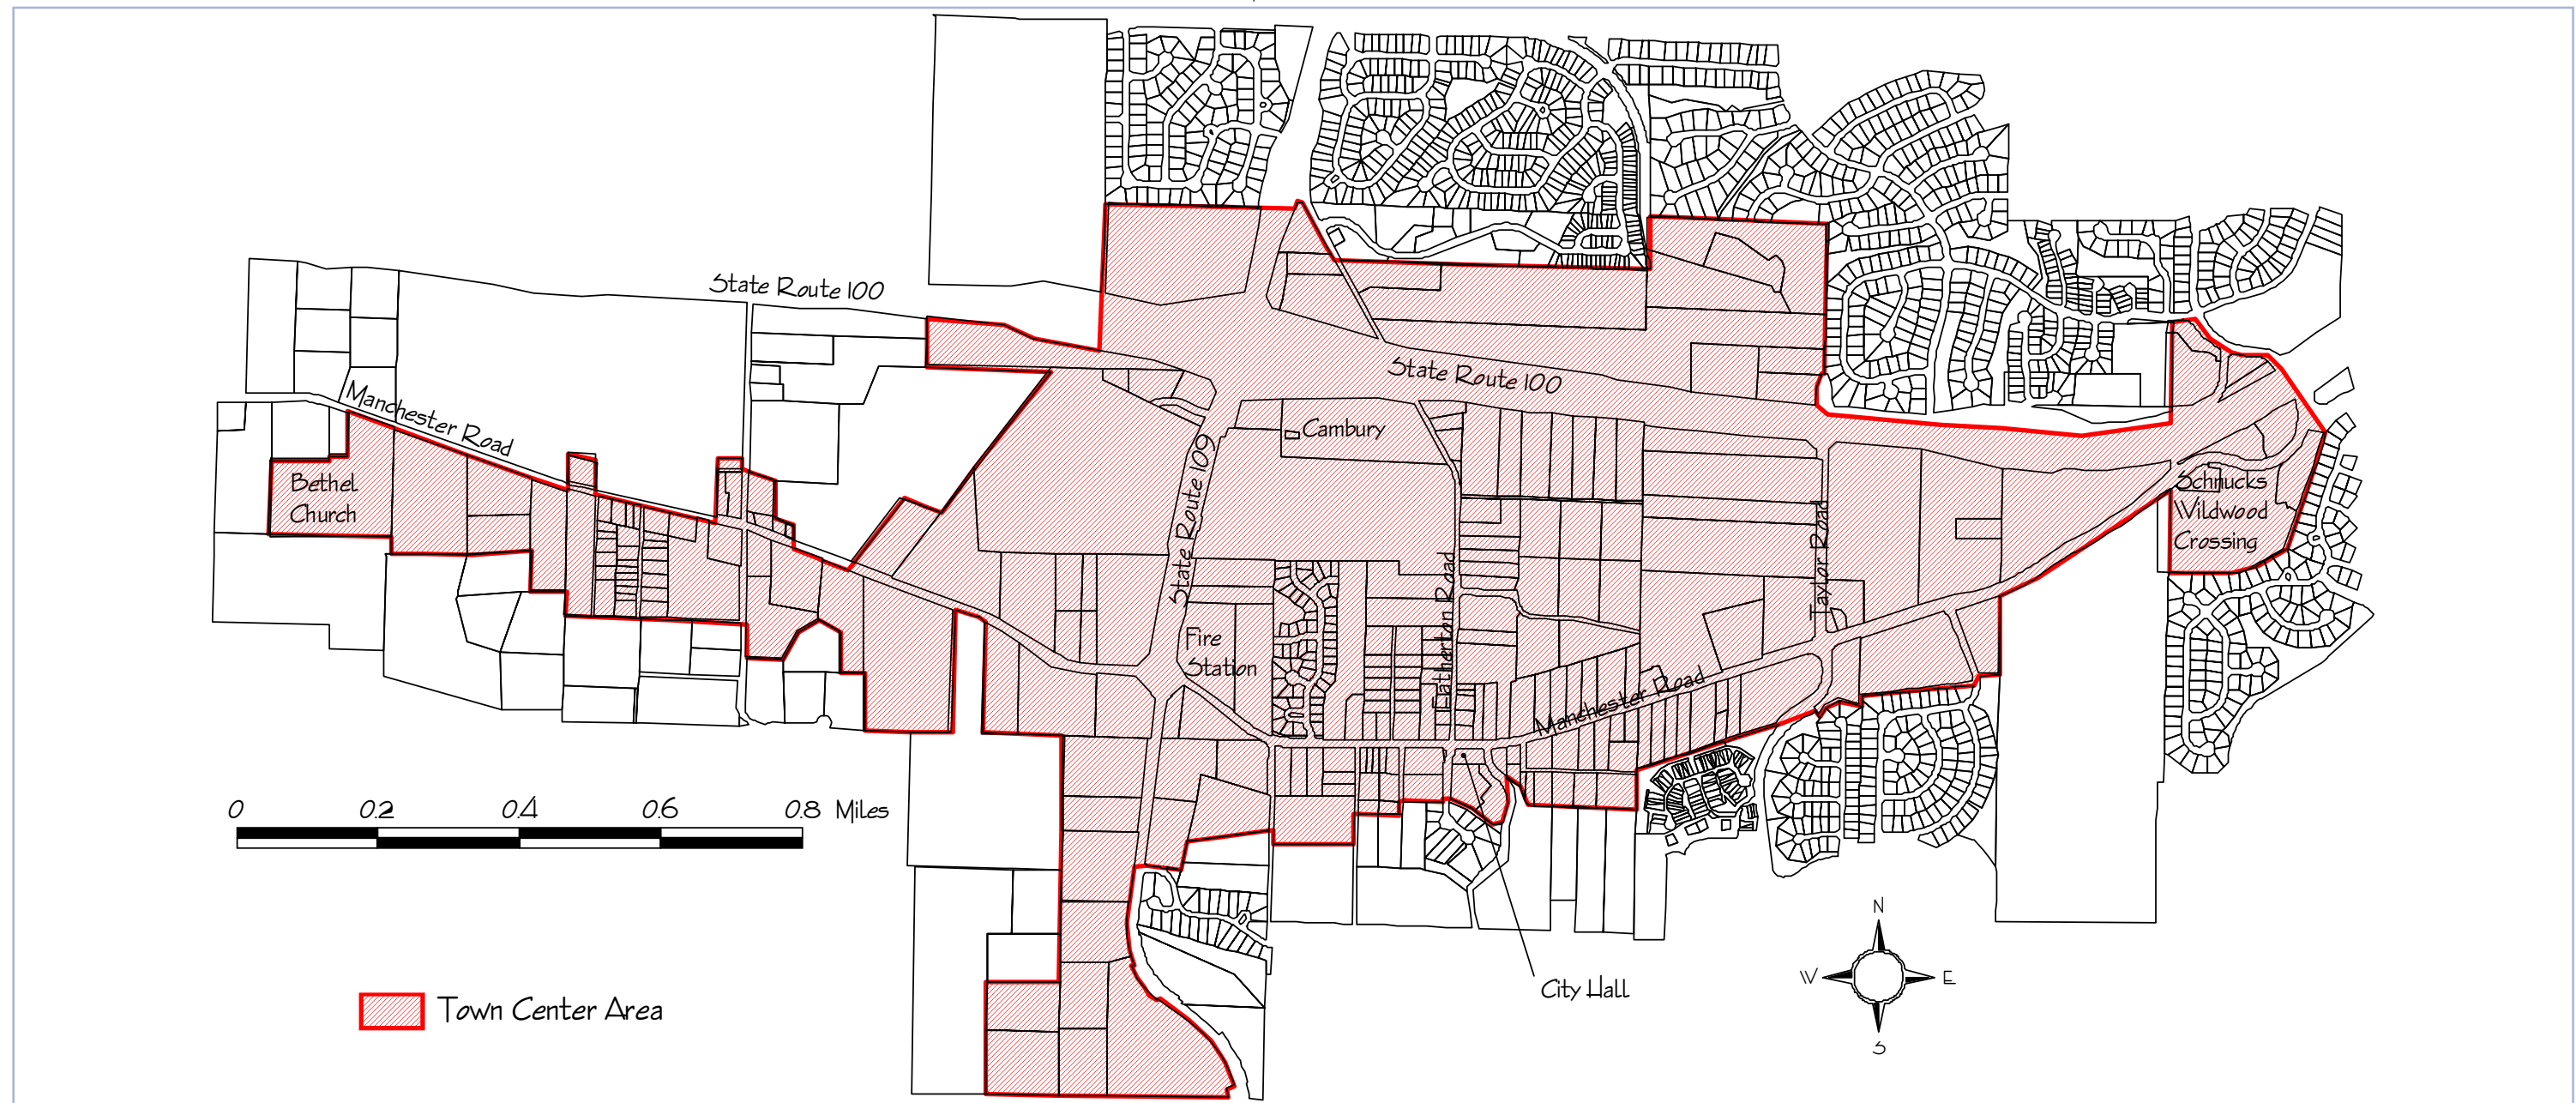 State Route 100
State Route 100
Manchester Road
Cambury
State Route 109
Bethel
Church
Schnucks
Wildwood
Crossing
Taylor Road
Eatherton Road
Fire
Station
Manchester Road
0 0.2 0.4 0.6 0.8 Miles
N
W E
S
City Hall
Town Center Area